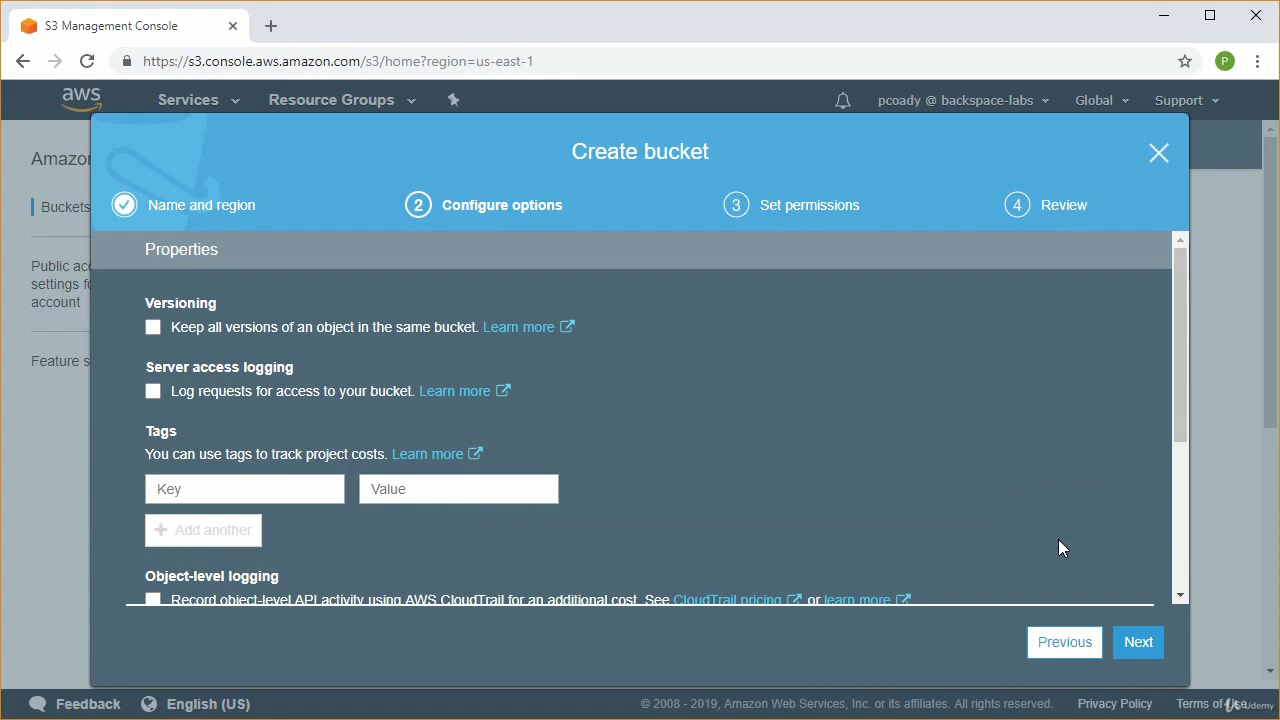 S3 Management Console
https://s3.console.aws.amazon.com/s3/home?region=us-east-1
P
aws
Services
Resource Groups
pcoady @ backspace-labs
Global
Support
Amazon
Buckets
Public acc
settings fo
account
Feature s
Create bucket
Name and region
2 Configure options
3 Set permissions
4 Review
Properties
Versioning
Keep all versions of an object in the same bucket. Learn more
Server access logging
Log requests for access to your bucket. Learn more
Tags
You can use tags to track project costs. Learn more
Key
Value
+ Add another
Object-level logging
Record object-level API activity using AWS CloudTrail for an additional cost. See CloudTrail pricing or learn more
Previous
Next
Feedback
English (US)
© 2008 - 2019, Amazon Web Services, Inc. or its affiliates. All rights reserved.
Privacy Policy
Terms of Use
Udemy